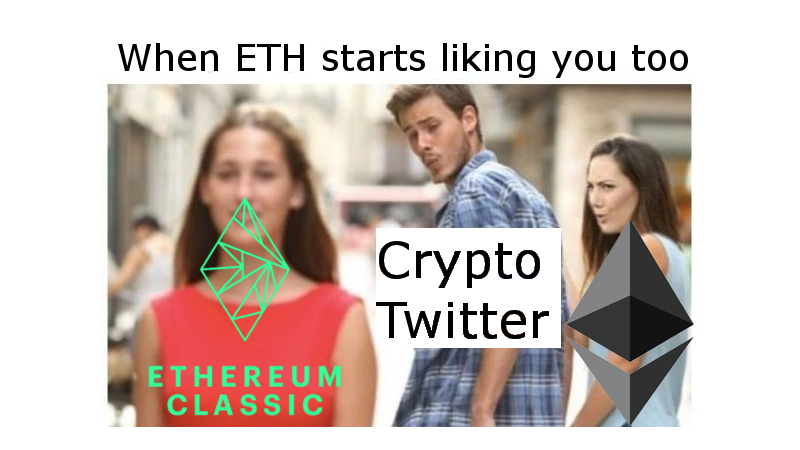 When ETH starts liking you too
Crypto
Twitter
ETHEREUM
CLASSIC